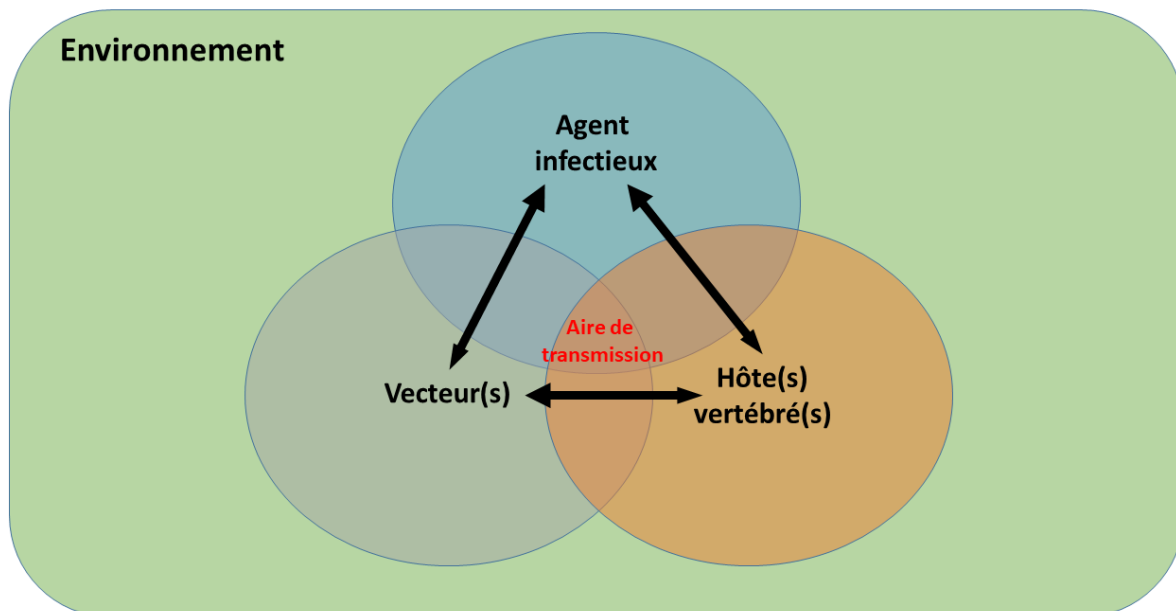 Environnement
Agent
infectieux
Aire de
transmission
Vecteur(s)
Hôte(s)
vertébré(s)